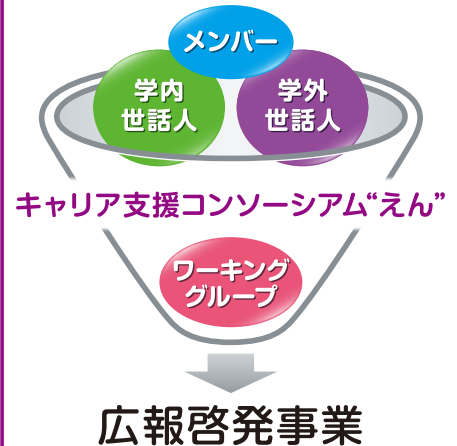 メンバー
学内
世話人
学外
世話人
キャリア支援コンソーシアム“えん”
ワーキング
グループ
広報啓発事業